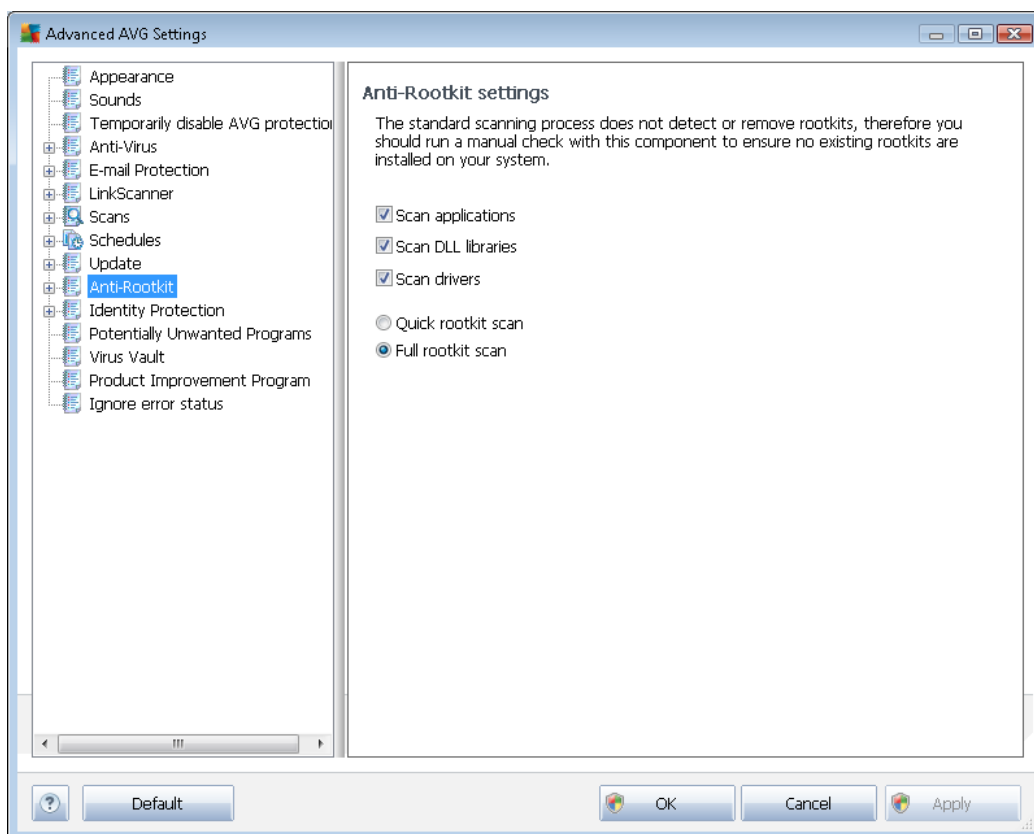 Advanced AVG Settings
Appearance
Sounds
Temporarily disable AVG protectio
Anti-Virus
E-mail Protection
LinkScanner
Scans
Schedules
Update
Anti-Rootkit
Identity Protection
Potentially Unwanted Programs
Virus Vault
Product Improvement Program
Ignore error status
Anti-Rootkit settings
The standard scanning process does not detect or remove rootkits, therefore you
should run a manual check with this component to ensure no existing rootkits are
installed on your system.
Scan applications
Scan DLL libraries
Scan drivers
Quick rootkit scan
Full rootkit scan
?
Default
OK
Cancel
Apply